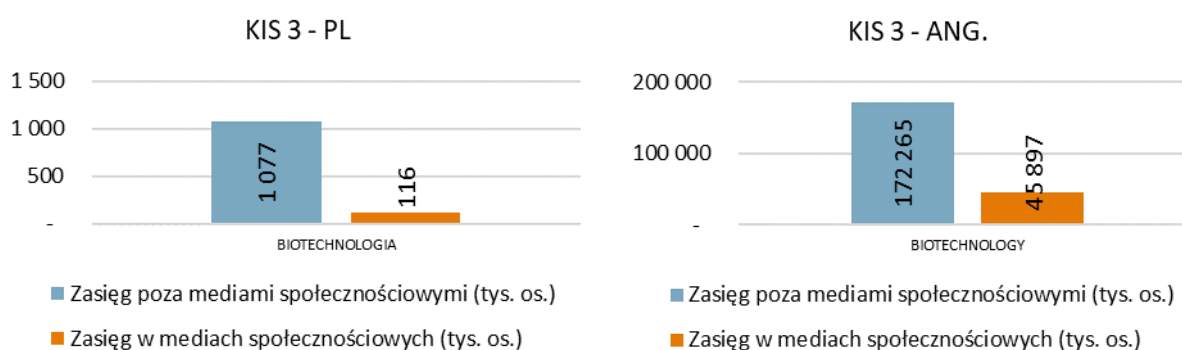 KIS 3 - PL
1 500
1 000
500
-
1 077
116
BIOTECHNOLOGIA
Zasięg poza mediami społecznościowymi (tys. os.)
Zasięg w mediach społecznościowych (tys. os.)
KIS 3 - ANG.
200 000
100 000
-
172 265
45 897
BIOTECHNOLOGY
Zasięg poza mediami społecznościowymi (tys. os.)
Zasięg w mediach społecznościowych (tys. os.)